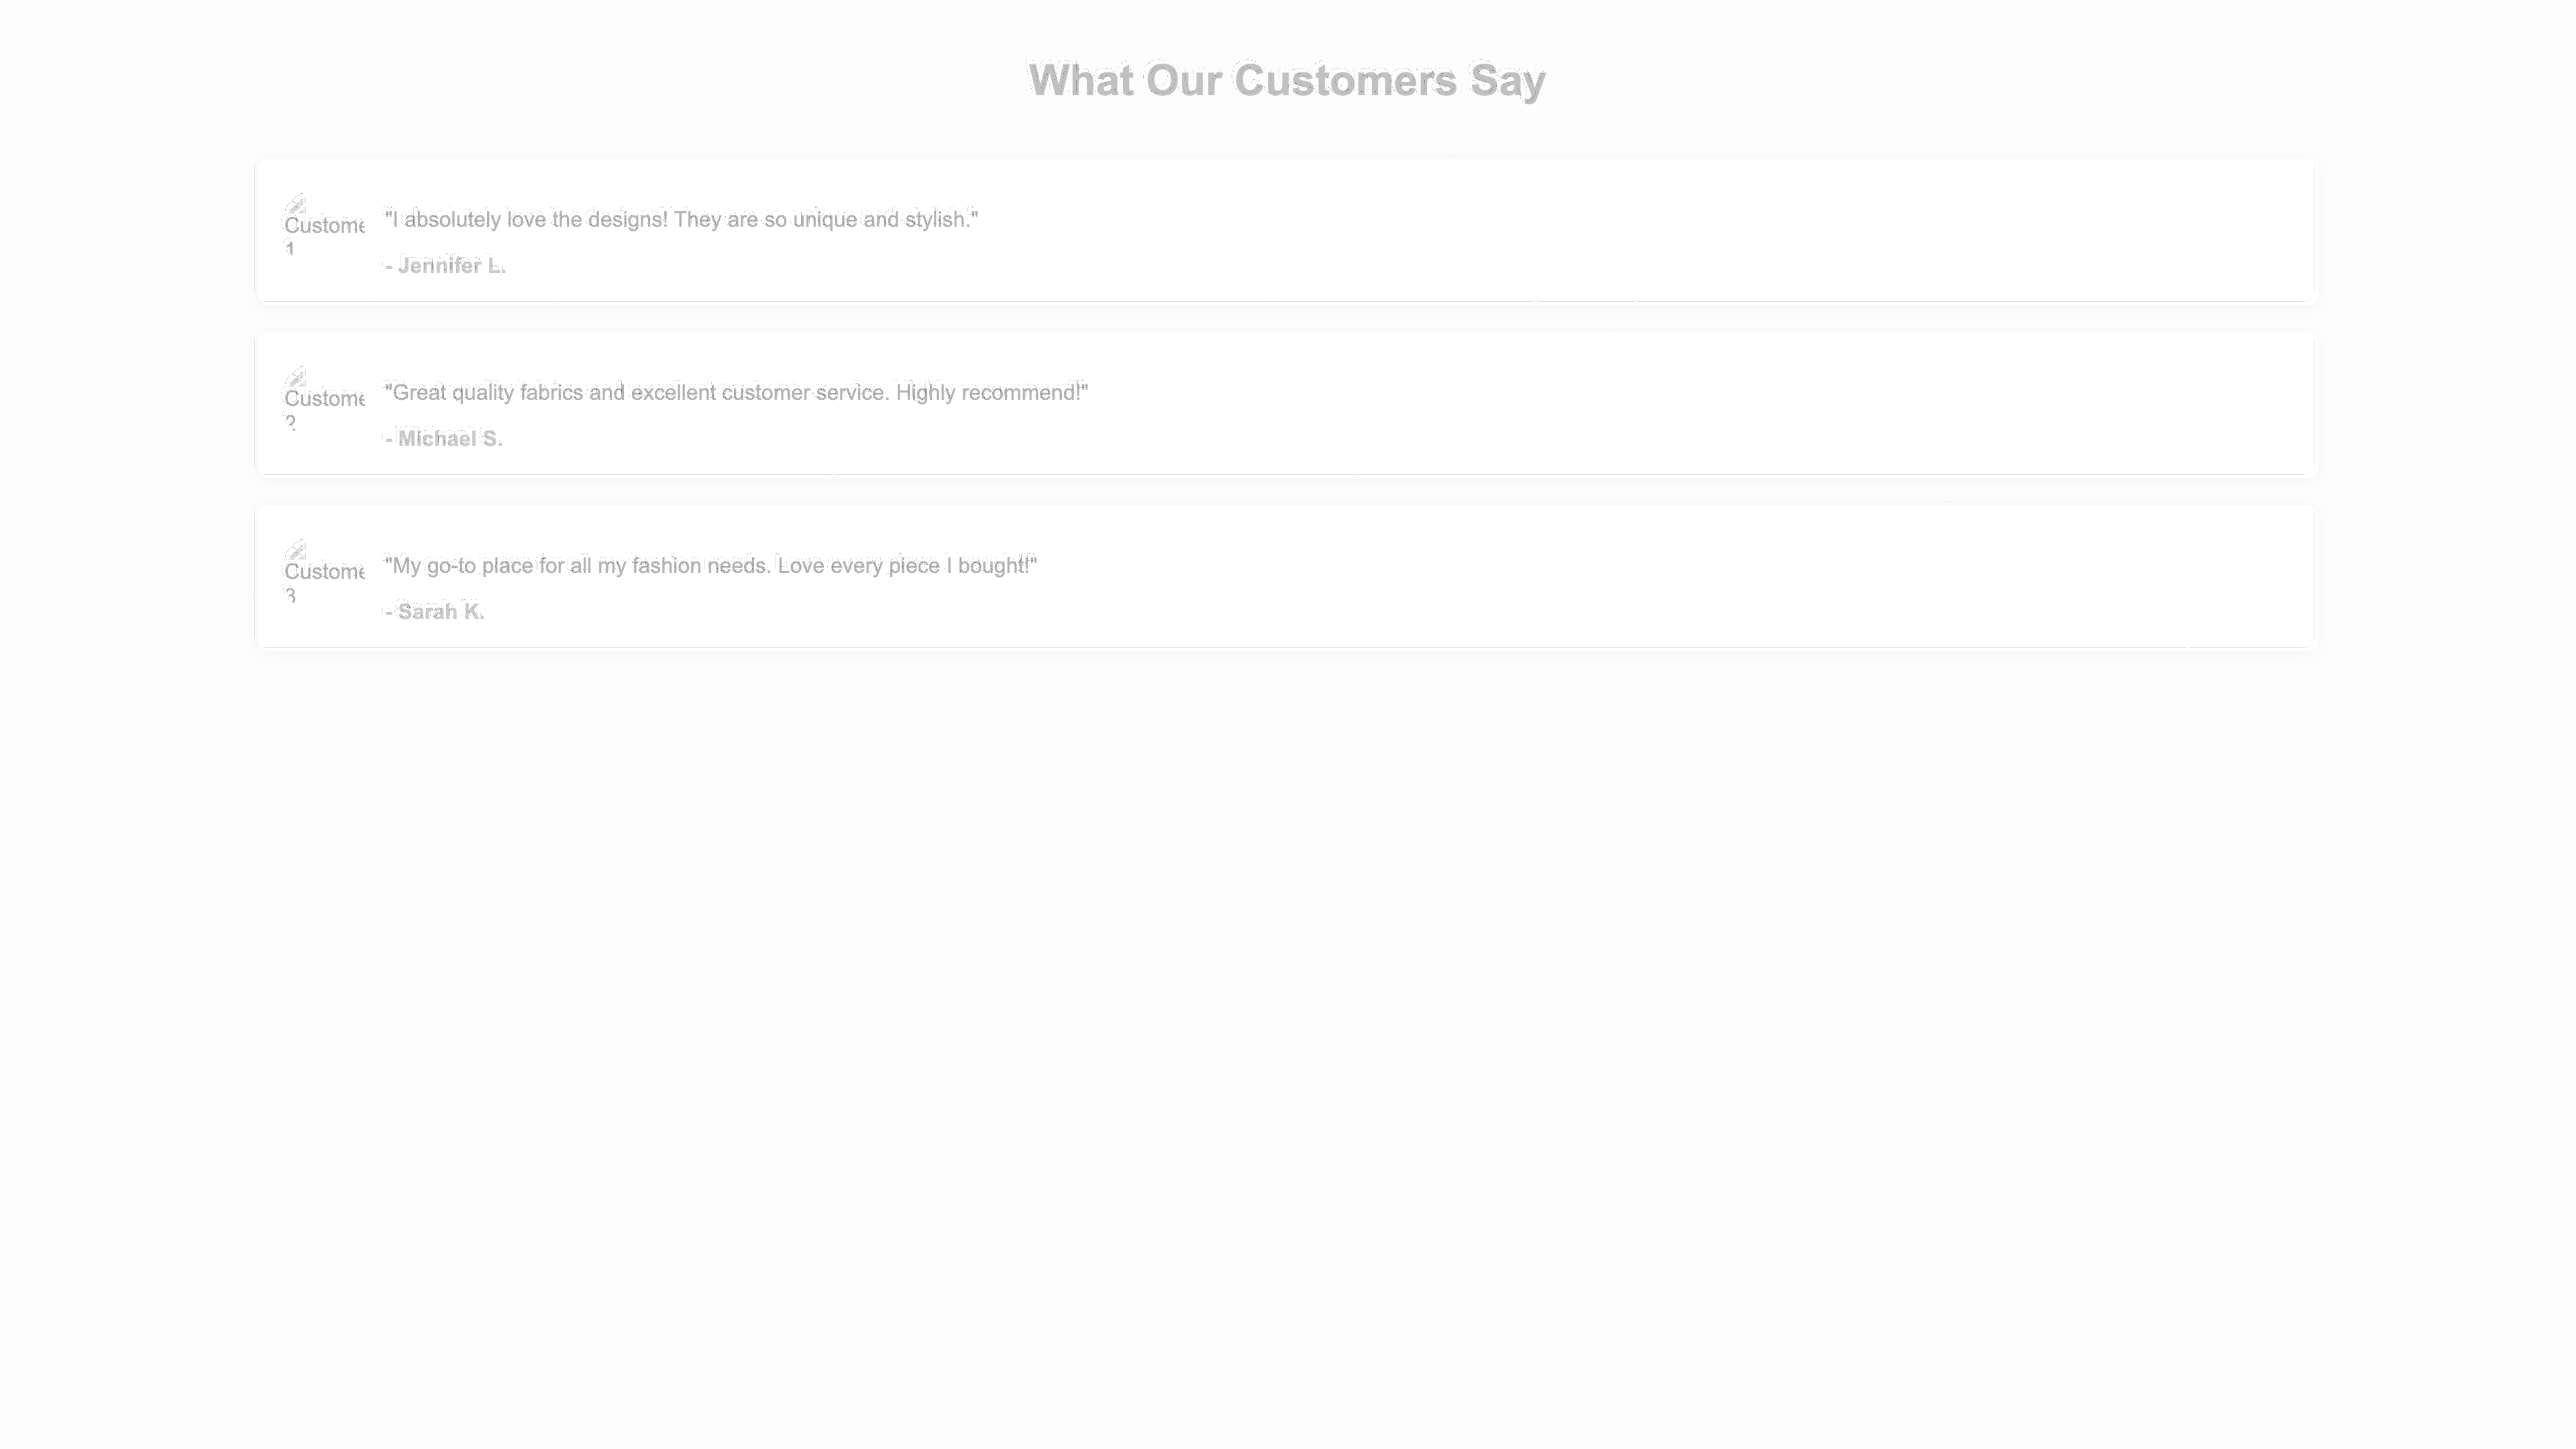 What Our Customers Say
Custome
1
"I absolutely love the designs! They are so unique and stylish."
- Jennifer L.
Custome
2
"Great quality fabrics and excellent customer service. Highly recommend!"
- Michael S.
Custome
3
"My go-to place for all my fashion needs. Love every piece I bought!"
- Sarah K.